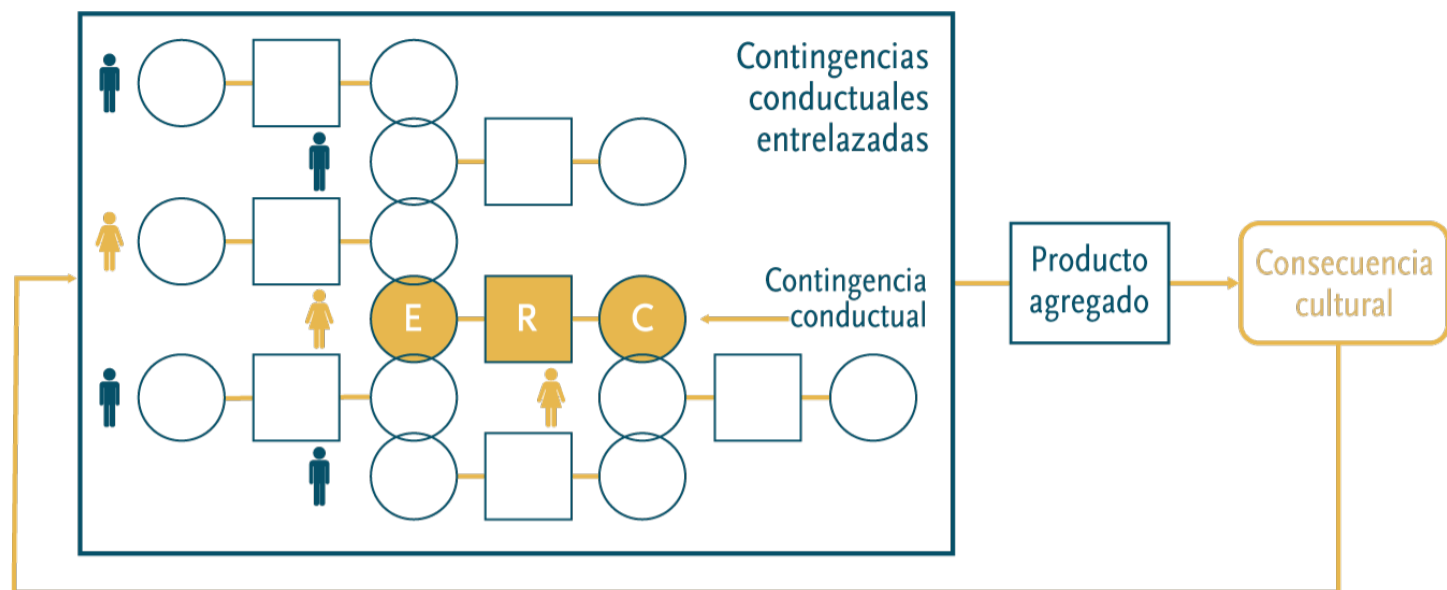 Contingencias
conductuales
entrelazadas
E R C
Contingencia
conductual
Producto
agregado
Consecuencia
cultural